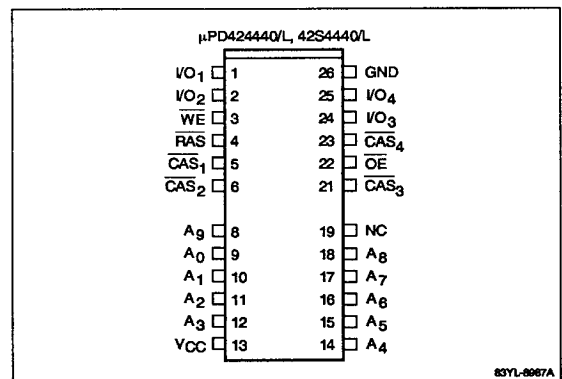 μPD424440/L, 42S4440/L
I/O1 1 26 GND
I/O2 2 25 I/O4
WE 3 24 I/O3
RAS 4 23 CAS4
CAS1 5 22 OE
CAS2 6 21 CAS3
A9 8 19 NC
A0 9 18 A8
A1 10 17 A7
A2 11 16 A6
A3 12 15 A5
VCC 13 14 A4
83YL-8987A